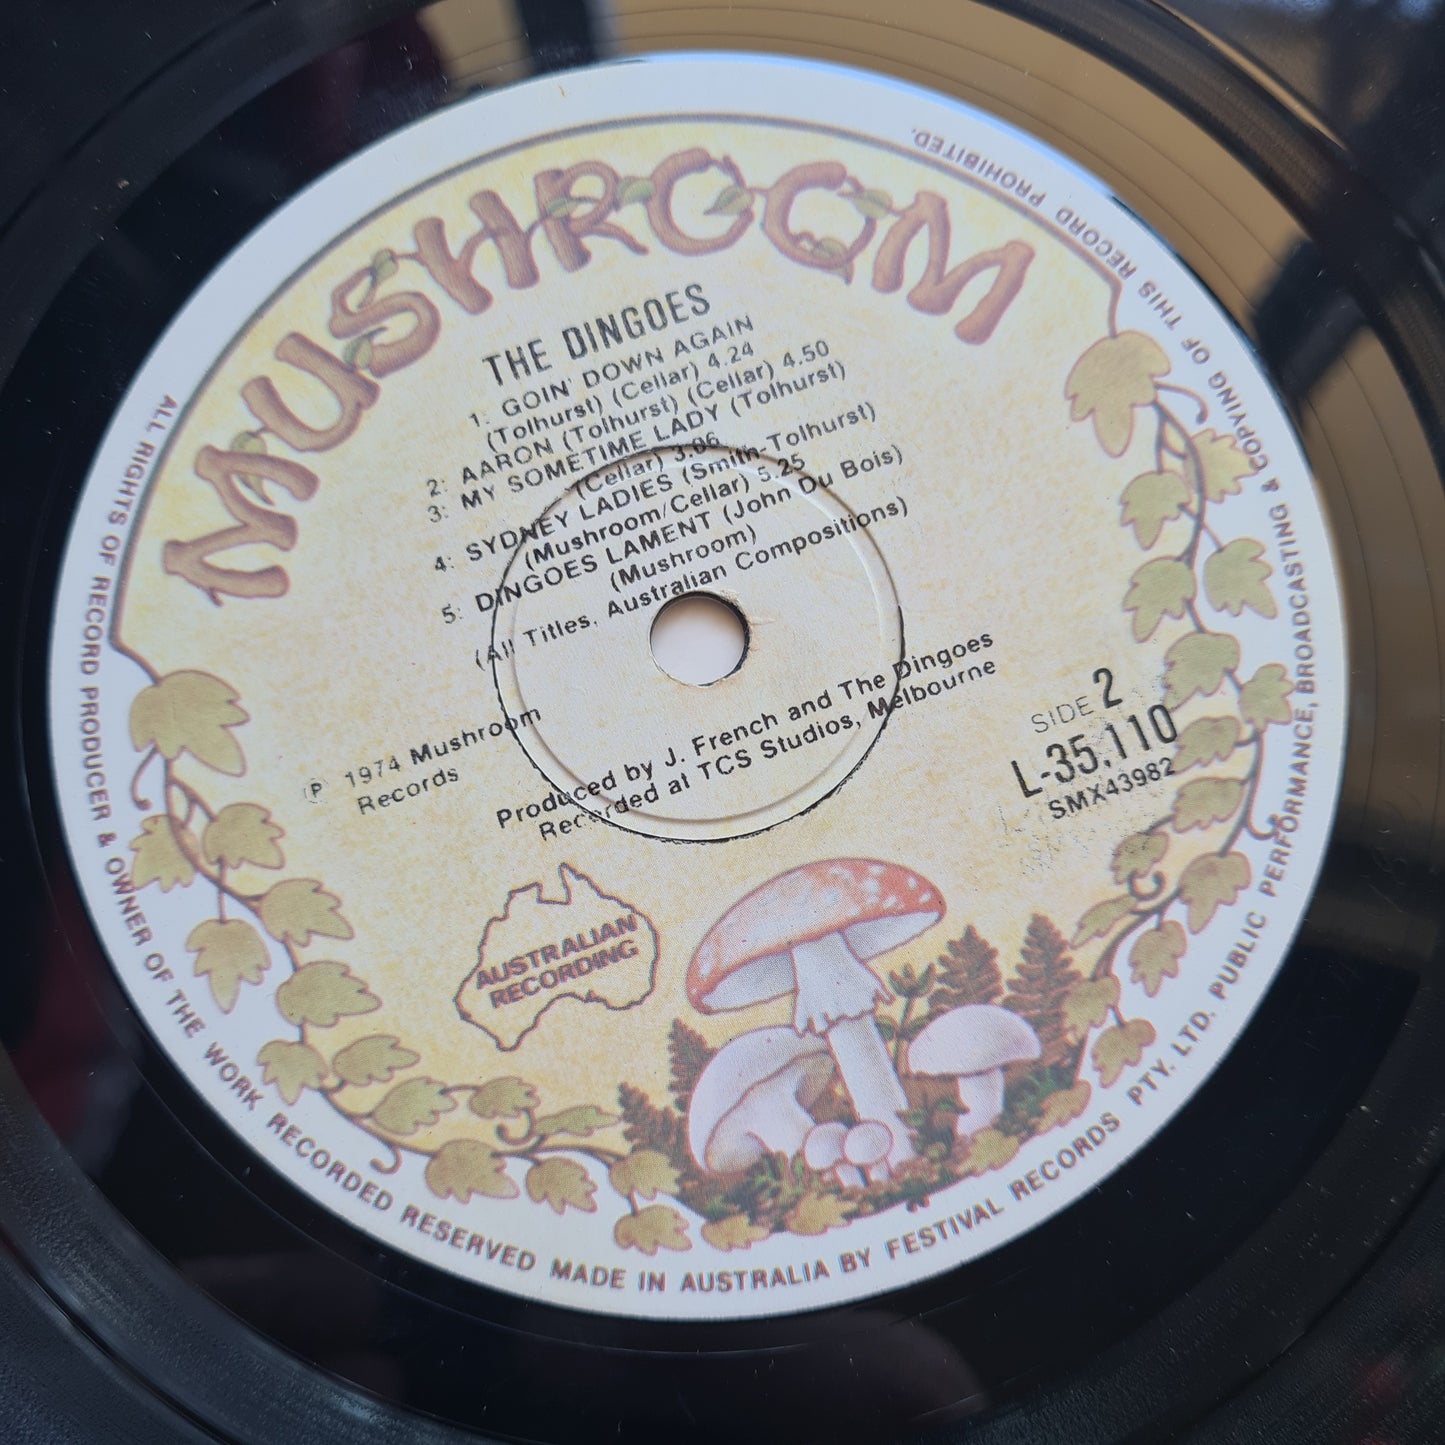 MUSHROOM
THE DINGOES
1. GOIN' DOWN AGAIN
(Tolhurst) (Cellar) 4.24
2: AARON (Tolhurst) (Cellar) 4.50
3: MY SOMETIME LADY (Tolhurst)
(Cellar) 3.06
4: SYDNEY LADIES (Smith-Tolhurst)
(Mushroom/Cellar) 5.25
5: DINGOES LAMENT (John Du Bois)
(Mushroom)
(All Titles, Australian Compositions)
℗ 1974 Mushroom
Records
Produced by J. French and The Dingoes
Recorded at TCS Studios, Melbourne
SIDE 2
L-35,110
SMX43982
AUSTRALIAN
RECORDING
ALL RIGHTS OF RECORD PRODUCER & OWNER OF THE WORK RECORDED RESERVED MADE IN AUSTRALIA BY FESTIVAL RECORDS PTY. LTD. PUBLIC PERFORMANCE, BROADCASTING & COPYING OF THIS RECORD PROHIBITED.